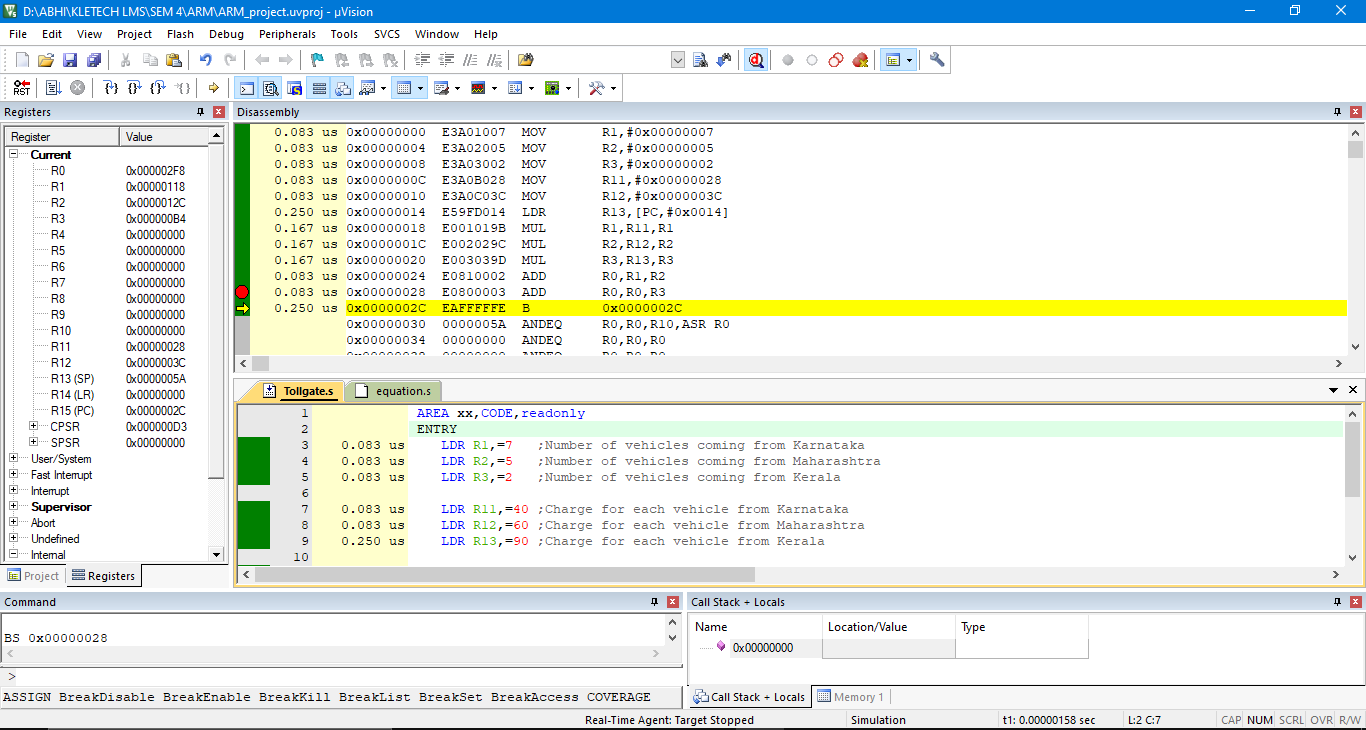 D:\ABHI\KLETECH LMS\SEM 4\ARM\ARM_project.uvproj - µVision
File Edit View Project Flash Debug Peripherals Tools SVCS Window Help
RST
Registers
Register Value
Current
R0 0x000002F8
R1 0x00000118
R2 0x0000012C
R3 0x000000B4
R4 0x00000000
R5 0x00000000
R6 0x00000000
R7 0x00000000
R8 0x00000000
R9 0x00000000
R10 0x00000000
R11 0x00000028
R12 0x0000003C
R13 (SP) 0x0000005A
R14 (LR) 0x00000000
R15 (PC) 0x0000002C
CPSR 0x000000D3
SPSR 0x00000000
User/System
Fast Interrupt
Interrupt
Supervisor
Abort
Undefined
Internal
Project Registers
Disassembly
0.083 us 0x00000000 E3A01007 MOV R1,#0x00000007
0.083 us 0x00000004 E3A02005 MOV R2,#0x00000005
0.083 us 0x00000008 E3A03002 MOV R3,#0x00000002
0.083 us 0x0000000C E3A0B028 MOV R11,#0x00000028
0.083 us 0x00000010 E3A0C03C MOV R12,#0x0000003C
0.250 us 0x00000014 E59FD014 LDR R13,[PC,#0x0014]
0.167 us 0x00000018 E001019B MUL R1,R11,R1
0.167 us 0x0000001C E002029C MUL R2,R12,R2
0.167 us 0x00000020 E003039D MUL R3,R13,R3
0.083 us 0x00000024 E0810002 ADD R0,R1,R2
0.083 us 0x00000028 E0800003 ADD R0,R0,R3
0.250 us 0x0000002C EAFFFFFE B 0x0000002C
0x00000030 0000005A ANDEQ R0,R0,R10,ASR R0
0x00000034 00000000 ANDEQ R0,R0,R0
0x00000038 00000000 ANDEQ R0,R0,R0
Tollgate.s equation.s
1 AREA xx,CODE,readonly
2 ENTRY
3 0.083 us LDR R1,=7 ;Number of vehicles coming from Karnataka
4 0.083 us LDR R2,=5 ;Number of vehicles coming from Maharashtra
5 0.083 us LDR R3,=2 ;Number of vehicles coming from Kerala
6
7 0.083 us LDR R11,=40 ;Charge for each vehicle from Karnataka
8 0.083 us LDR R12,=60 ;Charge for each vehicle from Maharashtra
9 0.250 us LDR R13,=90 ;Charge for each vehicle from Kerala
10
Command
BS 0x00000028
>
ASSIGN BreakDisable BreakEnable BreakKill BreakList BreakSet BreakAccess COVERAGE
Call Stack + Locals
Name Location/Value Type
0x00000000
Call Stack + Locals Memory 1
Real-Time Agent: Target Stopped Simulation t1: 0.00000158 sec L:2 C:7 CAP NUM SCRL OVR R/W